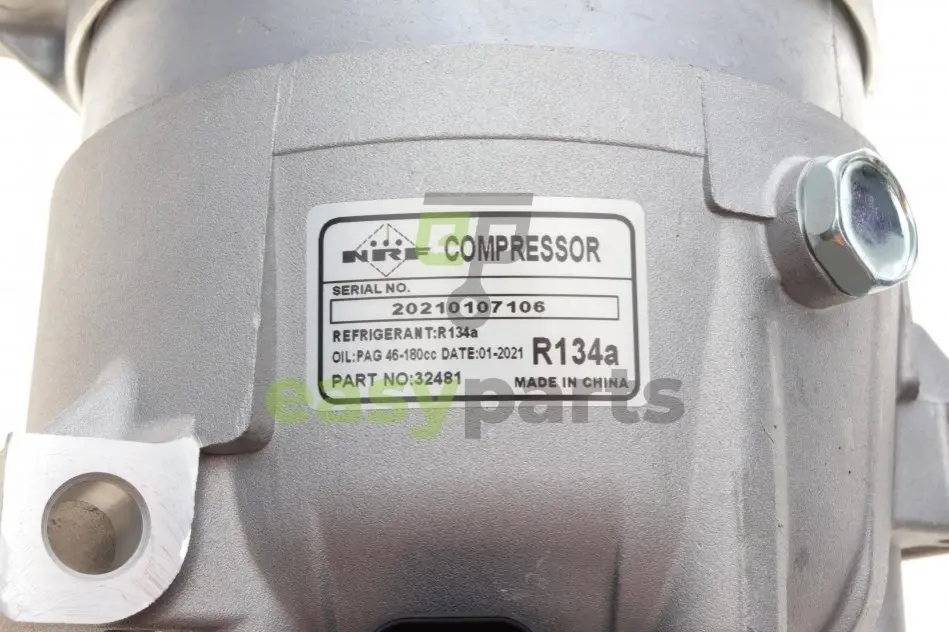 NRF COMPRESSOR
SERIAL NO.
20210107106
REFRIGERANT:R134a
OIL:PAG 46-180cc DATE:01-2021 R134a
PART NO:32481 MADE IN CHINA
easyparts